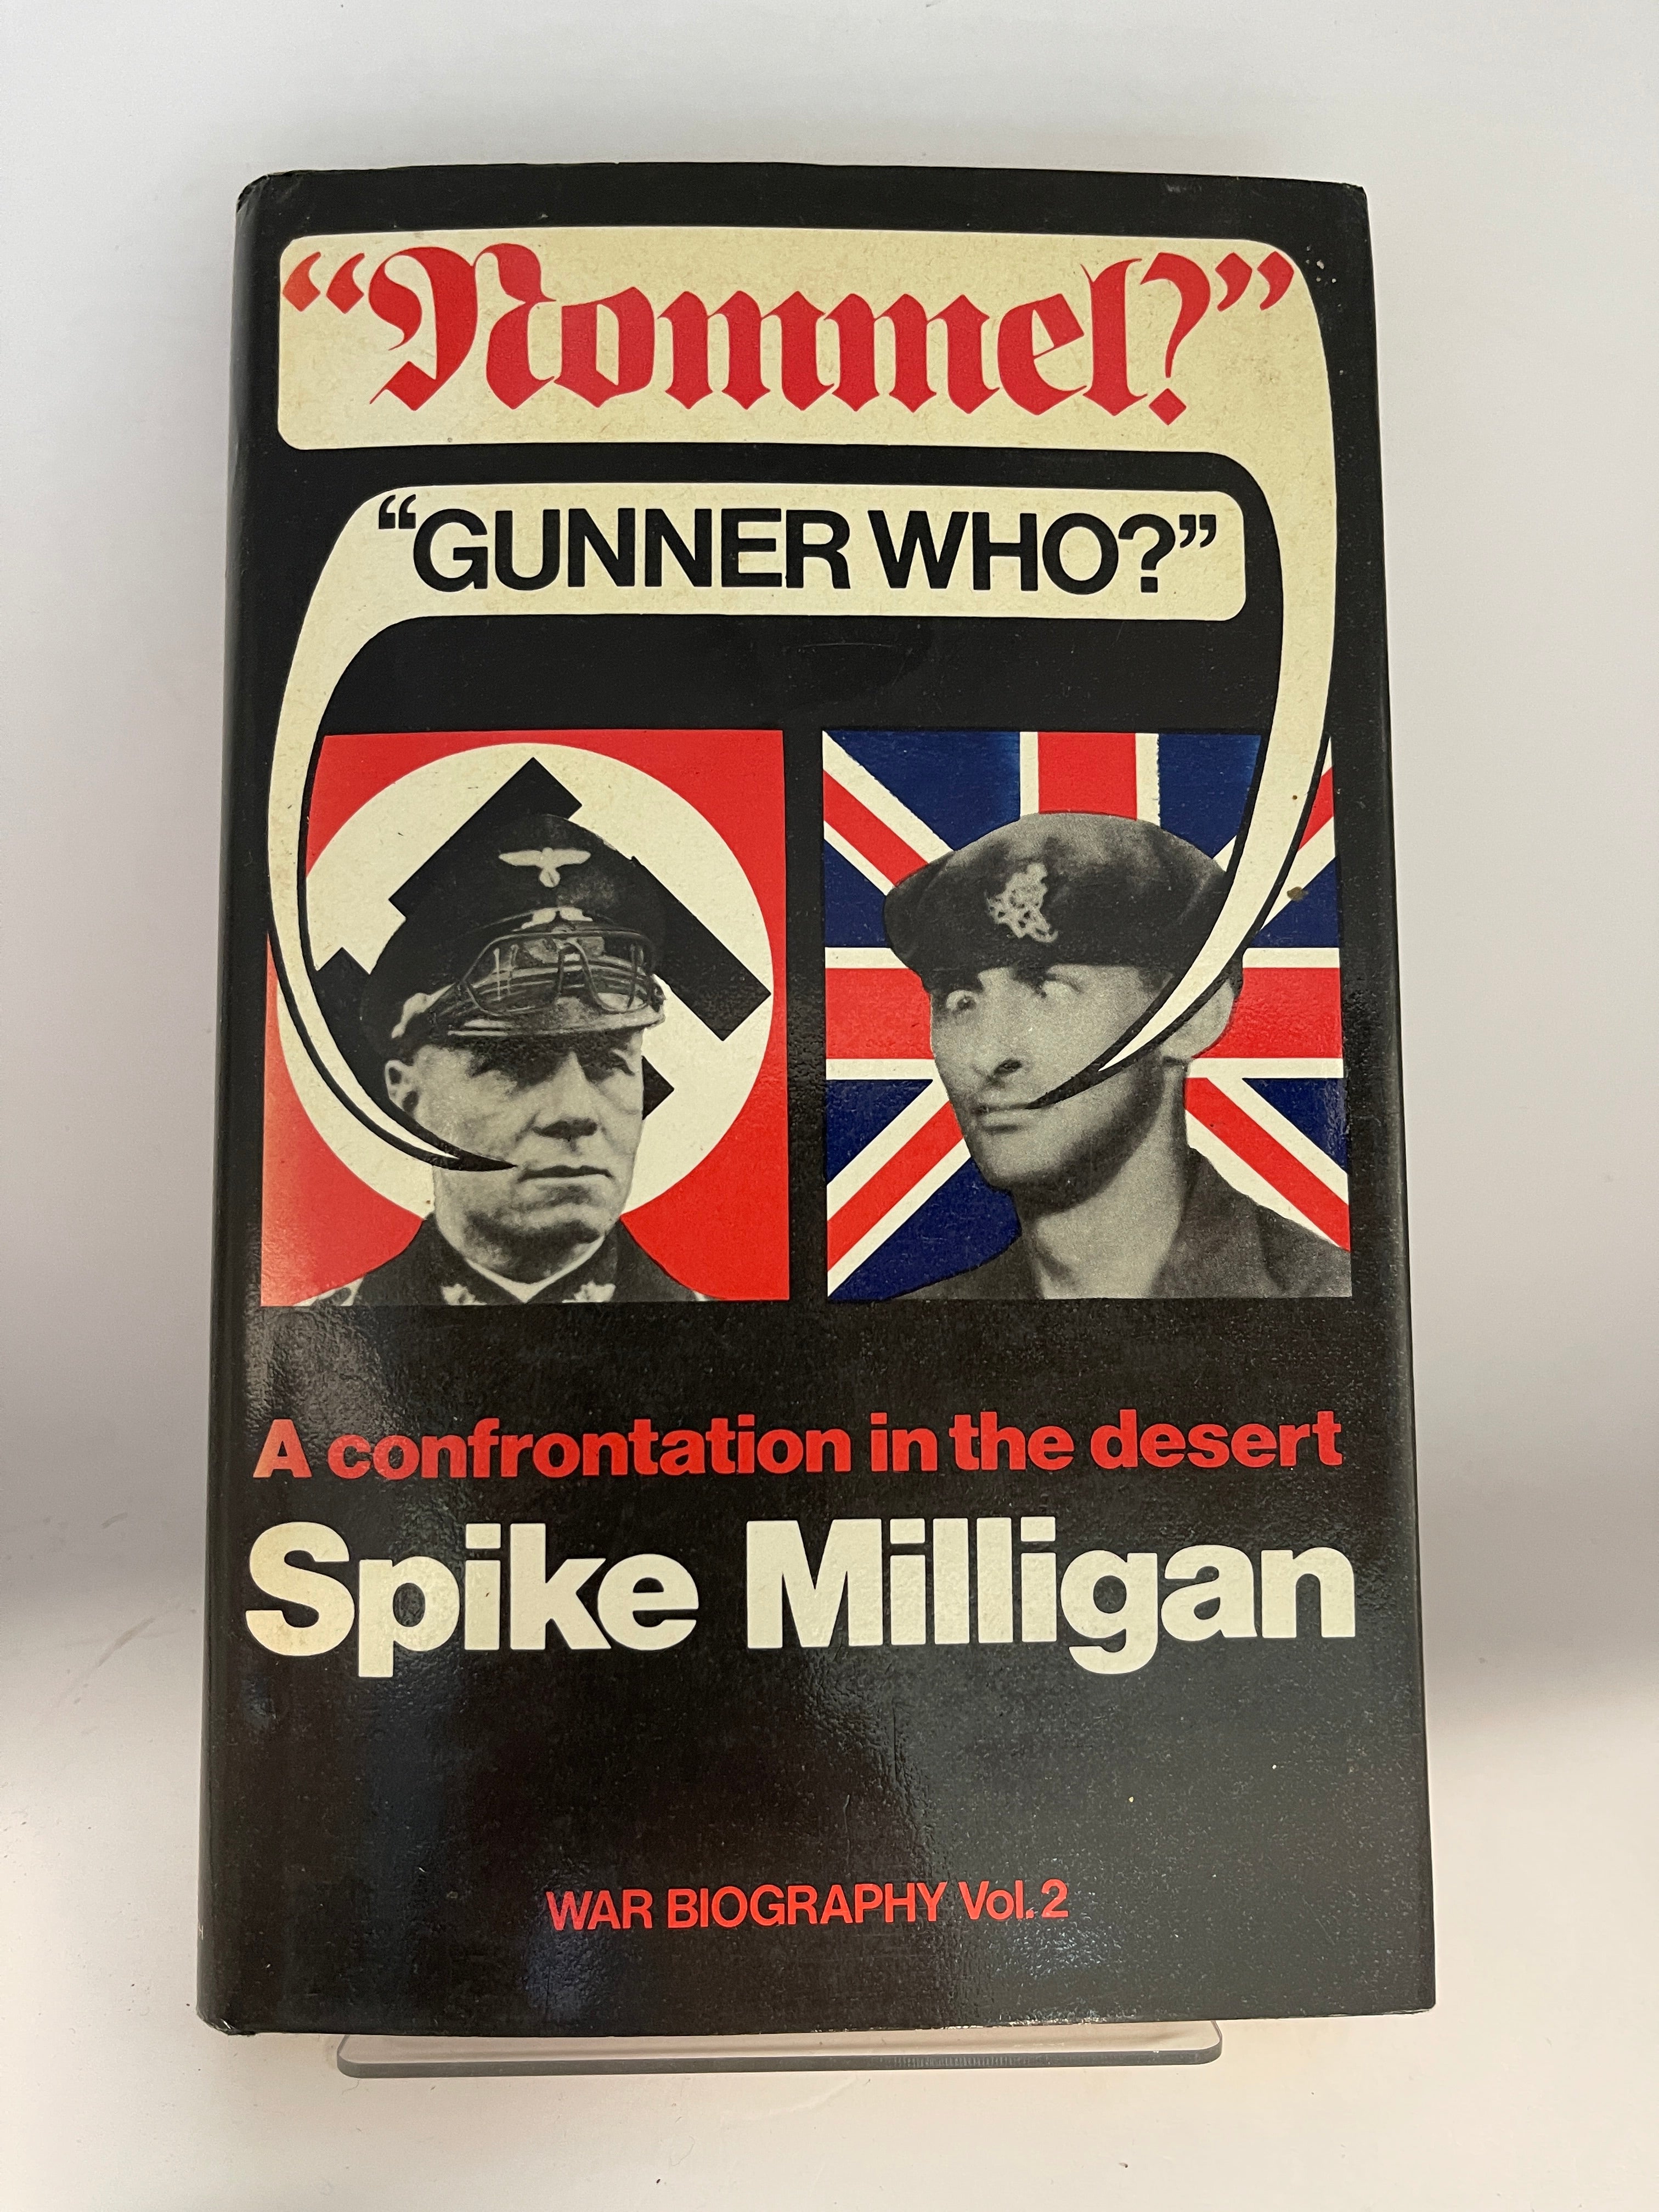 “Rommel?”
“GUNNER WHO?”
A confrontation in the desert
Spike Milligan
WAR BIOGRAPHY Vol. 2